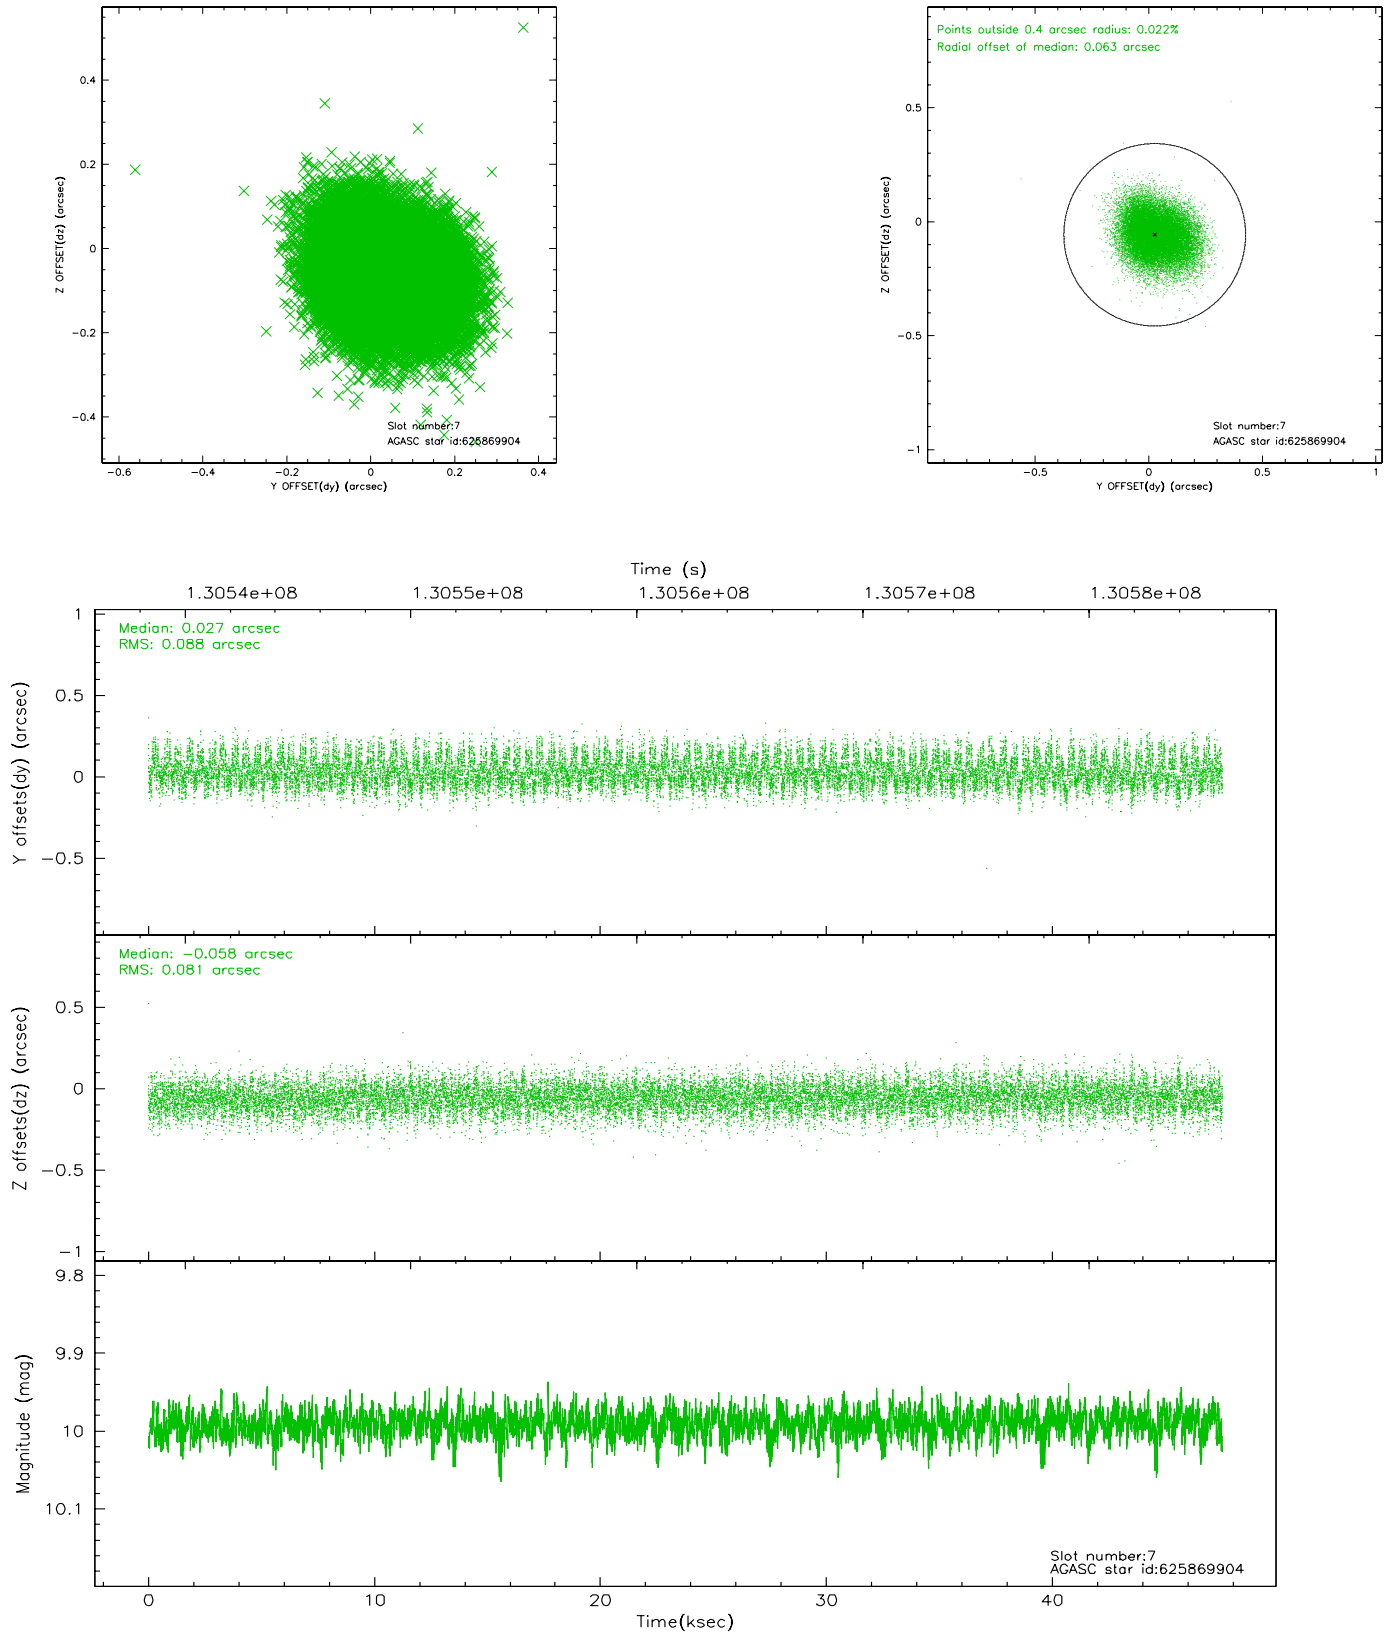 0.4
0.2
0
−0.2
−0.4
Z OFFSET(dz) (arcsec)
Slot number:7
AGASC star id:625869904
−0.6
−0.4
−0.2
0
0.2
0.4
Y OFFSET(dy) (arcsec)
Points outside 0.4 arcsec radius: 0.022%
Radial offset of median: 0.063 arcsec
0.5
0
−0.5
−1
Z OFFSET(dz) (arcsec)
Slot number:7
AGASC star id:625869904
−0.5
0
0.5
1
Y OFFSET(dy) (arcsec)
Time (s)
1.3054e+08
1.3055e+08
1.3056e+08
1.3057e+08
1.3058e+08
Median: 0.027 arcsec
RMS: 0.088 arcsec
1
0.5
0
−0.5
Y offsets(dy) (arcsec)
Median: −0.058 arcsec
RMS: 0.081 arcsec
0.5
0
−0.5
−1
Z offsets(dz) (arcsec)
9.8
9.9
10
10.1
Magnitude (mag)
Slot number:7
AGASC star id:625869904
0
10
20
30
40
Time(ksec)